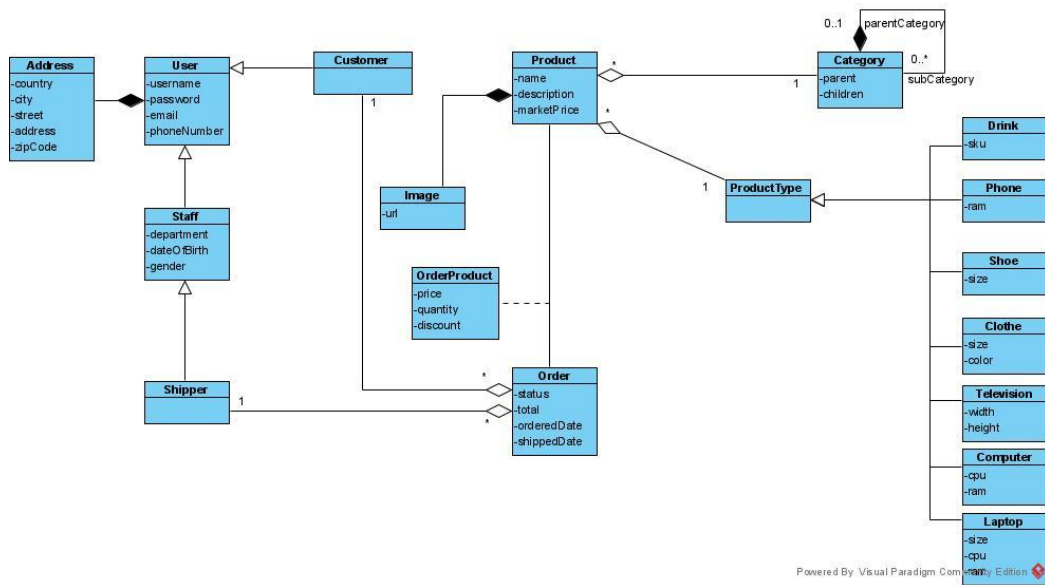 0..1
parentCategory
0..*
subCategory
Address
-country
-city
-street
-address
-zipCode
User
-username
-password
-email
-phoneNumber
Customer
1
Product
-name
-description
-marketPrice
*
1
*
1
Category
-parent
-children
Image
-url
ProductType
Drink
-sku
Phone
-ram
Shoe
-size
Clothe
-size
-color
Television
-width
-height
Computer
-cpu
-ram
Laptop
-size
-cpu
-ram
Staff
-department
-dateOfBirth
-gender
OrderProduct
-price
-quantity
-discount
Shipper
1
*
*
Order
-status
-total
-orderedDate
-shippedDate
Powered By Visual Paradigm Community Edition